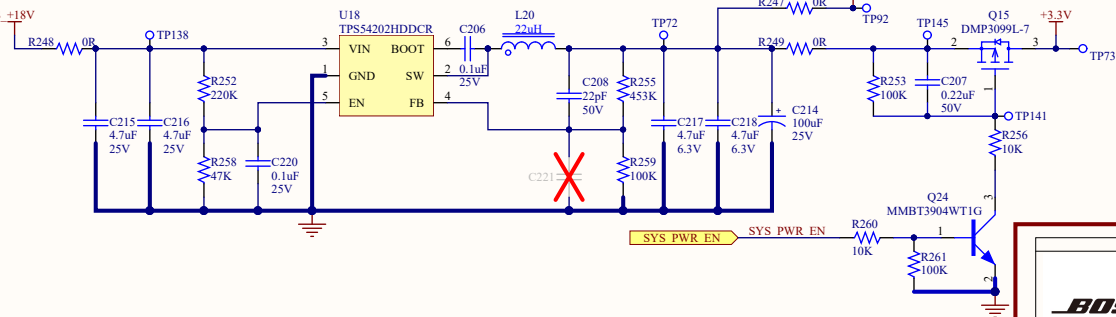 +18V
R248
0R
TP138
R252
220K
C215
4.7uF
25V
C216
4.7uF
25V
R258
47K
C220
0.1uF
25V
U18
TPS54202HDDCR
3
VIN
BOOT
6
1
GND
SW
2
5
EN
FB
4
C206
0.1uF
25V
L20
22uH
C208
22pF
50V
C221
R255
453K
R259
100K
TP72
C217
4.7uF
6.3V
C218
4.7uF
6.3V
R247
0R
TP92
R249
0R
+
C214
100uF
25V
R253
100K
TP145
C207
0.22uF
50V
Q15
DMP3099L-7
2
3
1
+3.3V
TP73
TP141
R256
10K
Q24
MMBT3904WT1G
3
1
2
SYS_PWR_EN
SYS_PWR_EN
R260
10K
R261
100K